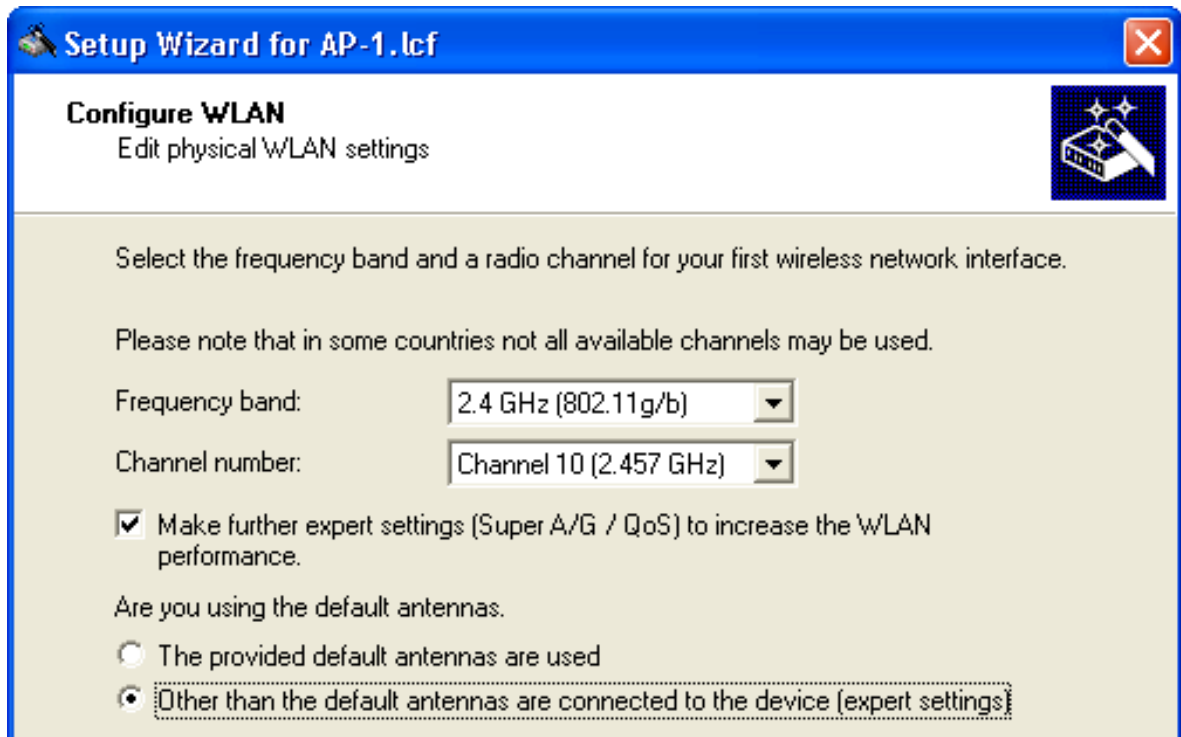 Setup Wizard for AP-1.lcf
Configure WLAN
Edit physical WLAN settings
Select the frequency band and a radio channel for your first wireless network interface.
Please note that in some countries not all available channels may be used.
Frequency band:
2.4 GHz (802.11g/b)
Channel number:
Channel 10 (2.457 GHz)
Make further expert settings (Super A/G / QoS) to increase the WLAN
performance.
Are you using the default antennas.
The provided default antennas are used
Other than the default antennas are connected to the device (expert settings)